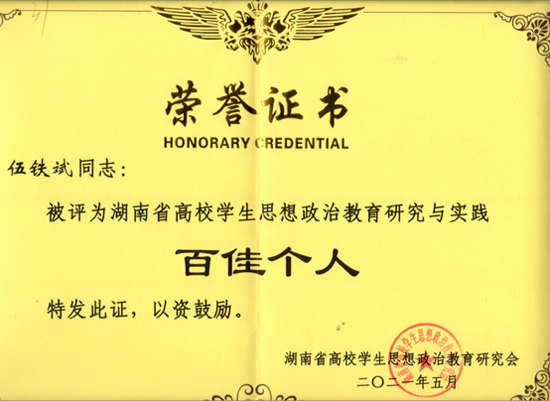 荣誉证书
HONORARY CREDENTIAL
伍铁斌同志：
被评为湖南省高校学生思想政治教育研究与实践
百佳个人
特发此证，以资鼓励。
湖南省高校学生思想政治教育研究会
二〇二一年五月